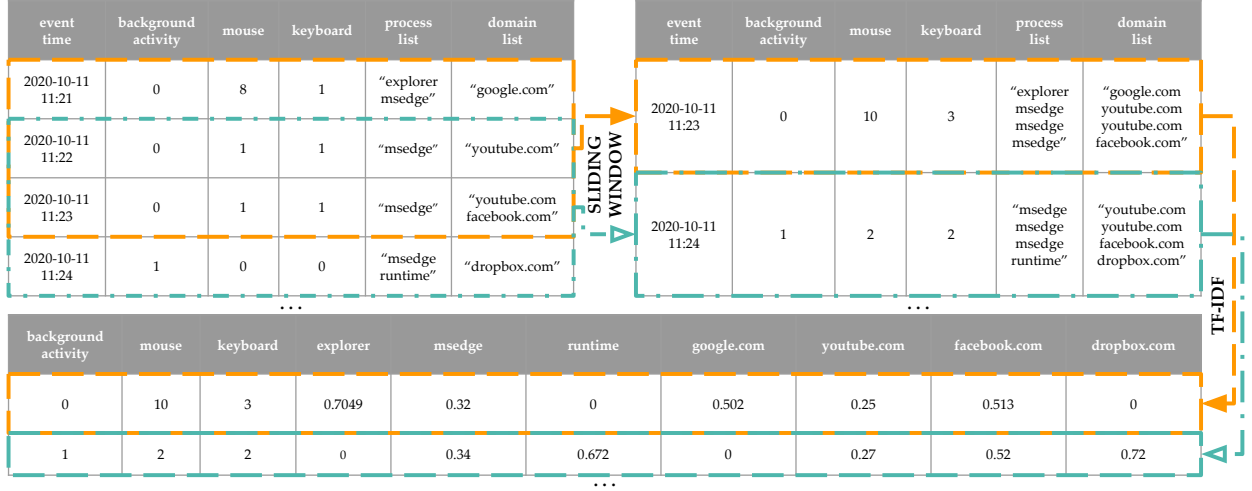 event time background activity mouse keyboard process list domain list
2020-10-11 11:21 0 8 1 “explorer msedge” “google.com”
2020-10-11 11:22 0 1 1 “msedge” “youtube.com”
2020-10-11 11:23 0 1 1 “msedge” “youtube.com facebook.com”
2020-10-11 11:24 1 0 0 “msedge runtime” “dropbox.com”
...
SLIDING
WINDOW
event time background activity mouse keyboard process list domain list
2020-10-11 11:23 0 10 3 “explorer msedge msedge msedge” “google.com youtube.com youtube.com facebook.com”
2020-10-11 11:24 1 2 2 “msedge msedge msedge runtime” “youtube.com youtube.com facebook.com dropbox.com”
...
TF-IDF
background activity mouse keyboard explorer msedge runtime google.com youtube.com facebook.com dropbox.com
0 10 3 0.7049 0.32 0 0.502 0.25 0.513 0
1 2 2 0 0.34 0.672 0 0.27 0.52 0.72
...